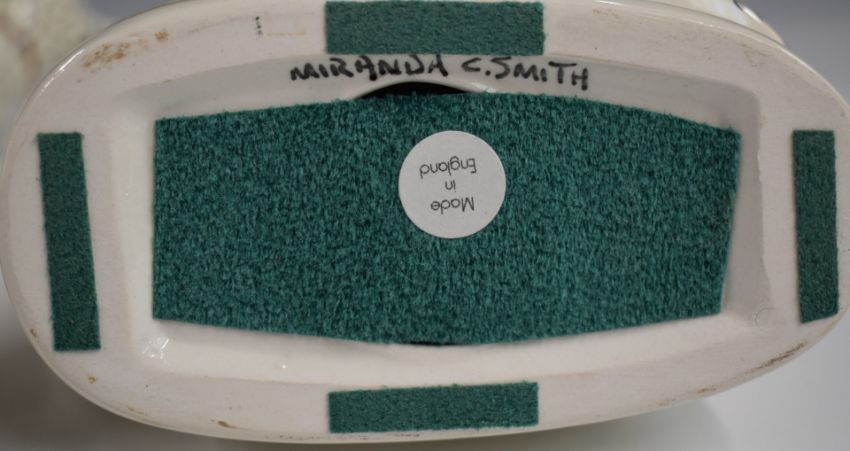 MIRANDA C. SMITH
Made
in
England